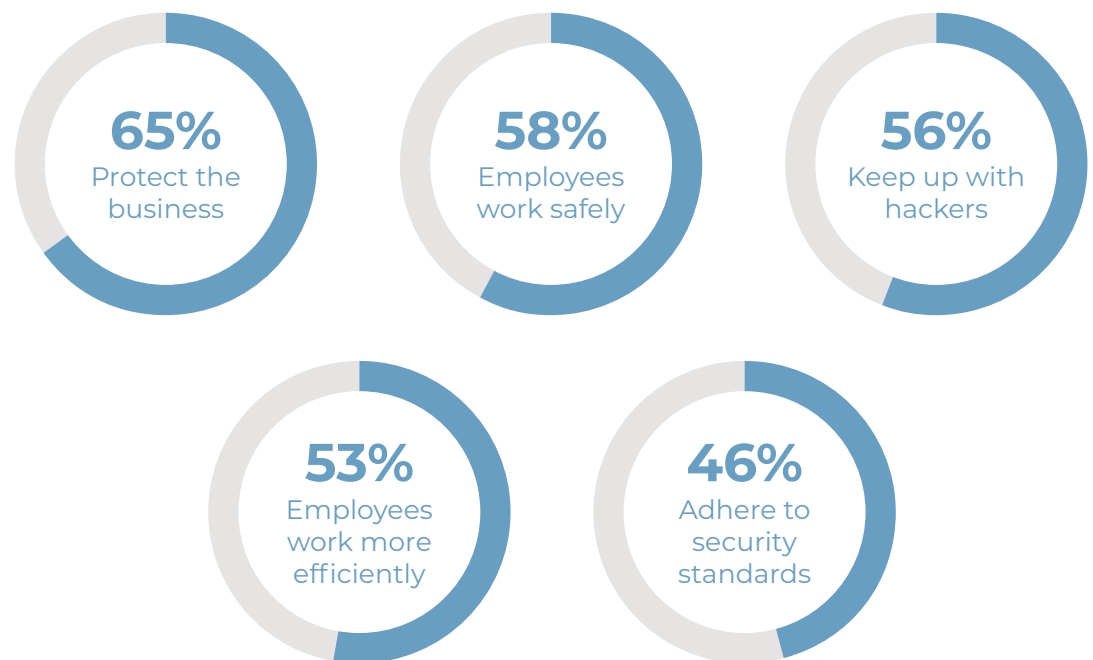 65%
Protect the
business
58%
Employees
work safely
56%
Keep up with
hackers
53%
Employees
work more
efficiently
46%
Adhere to
security
standards